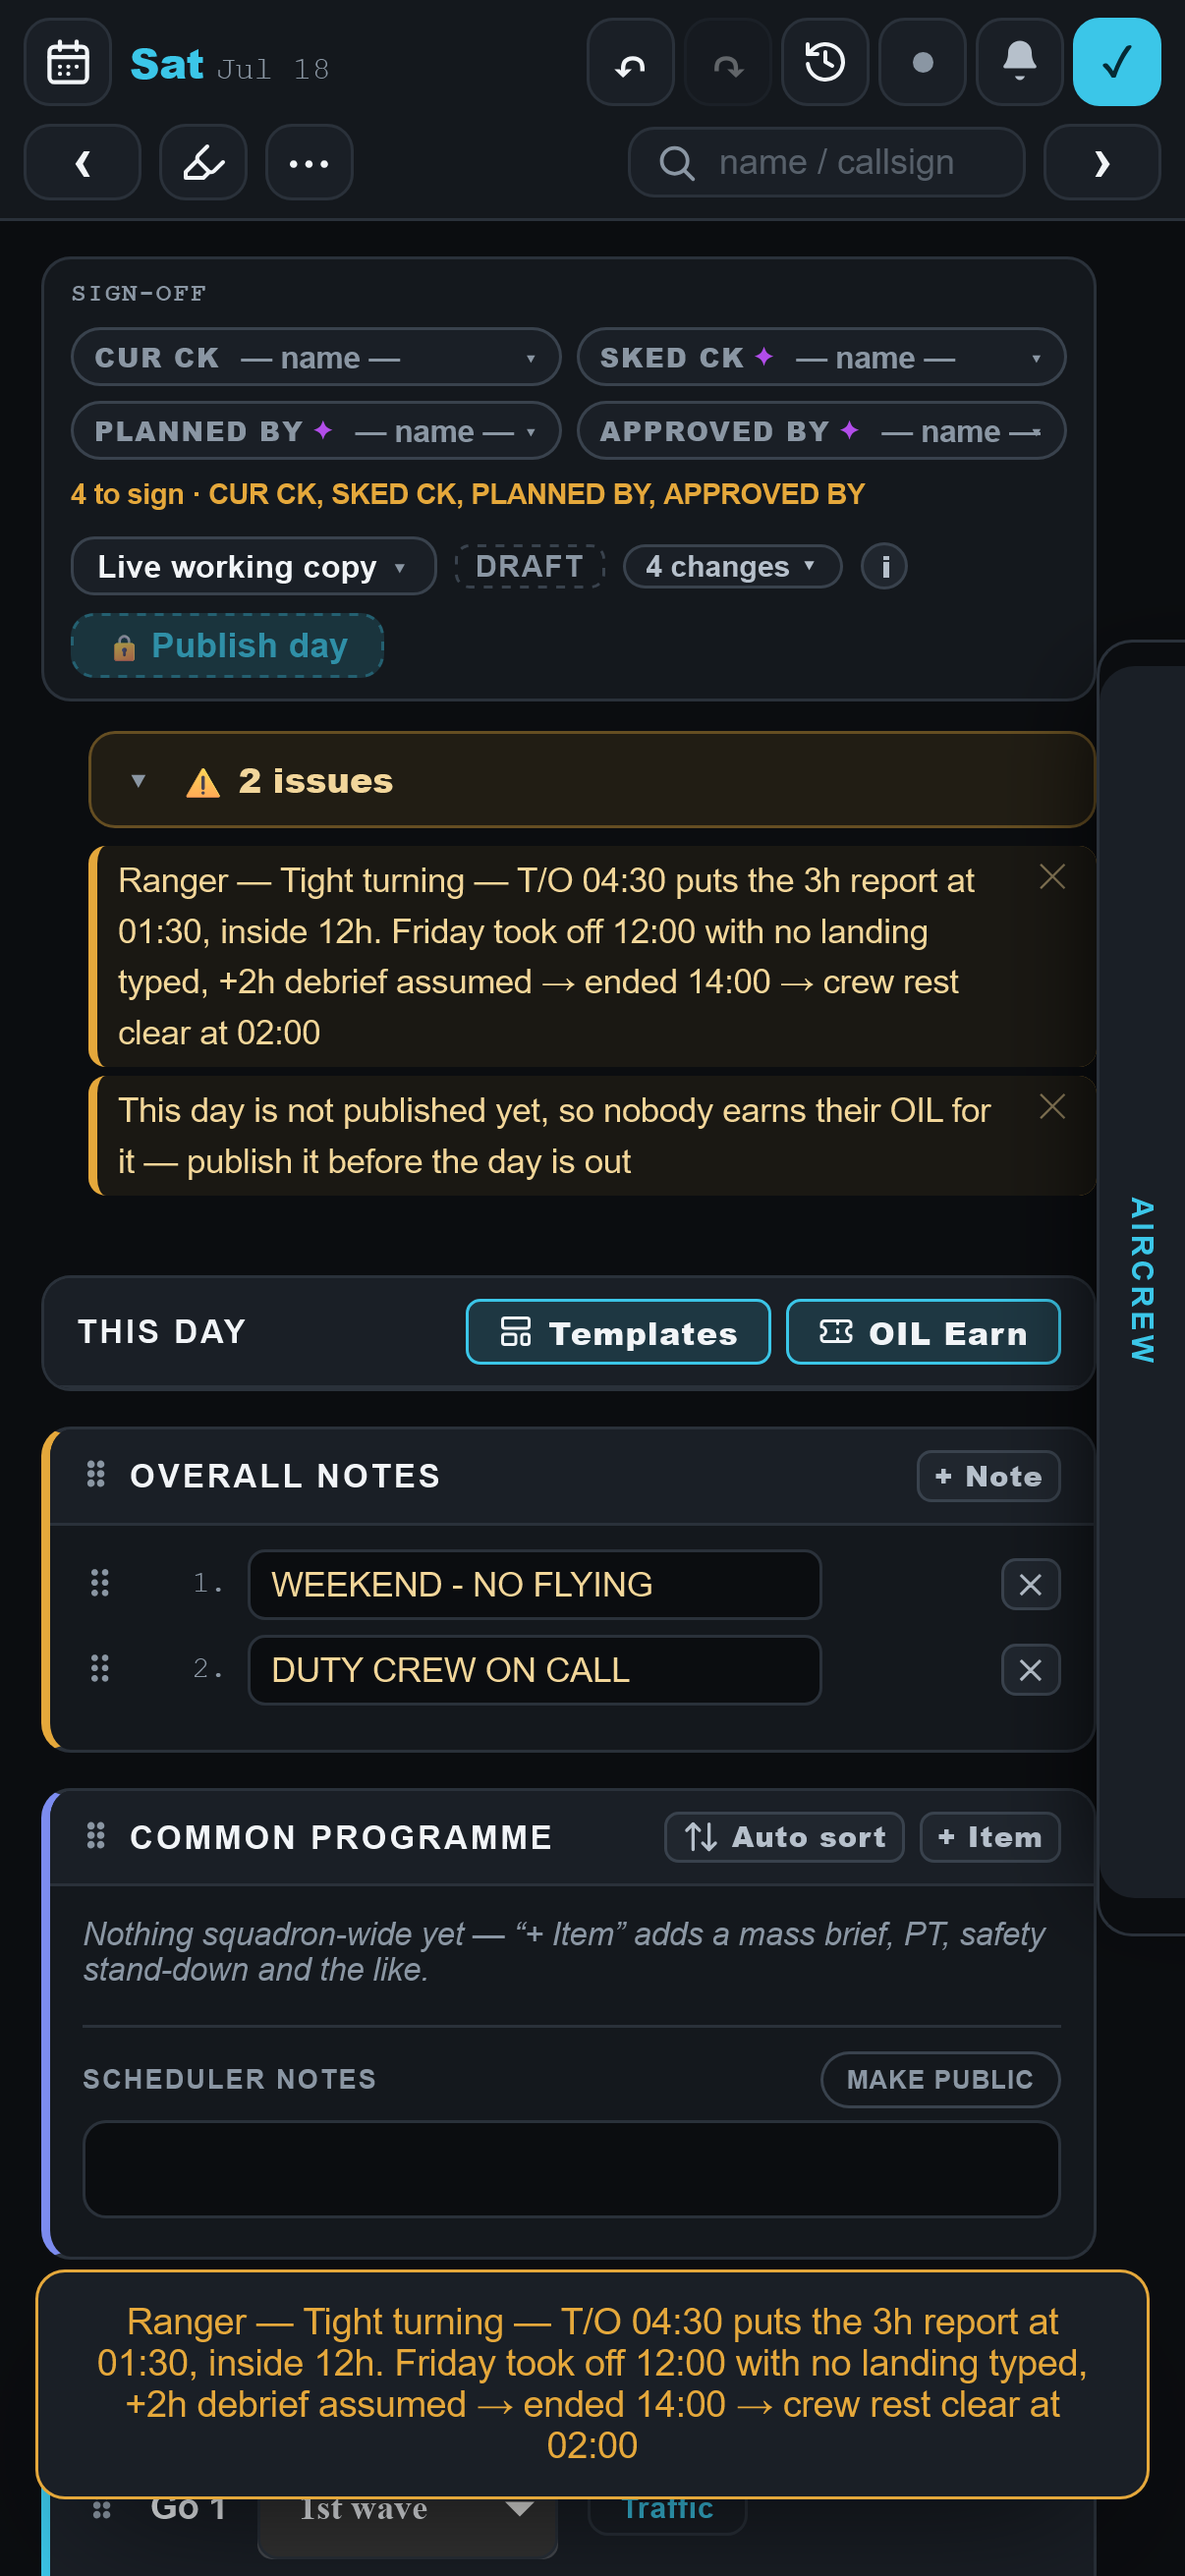 Sat Jul 18
name / callsign
SIGN-OFF
CUR CK — name —
SKED CK — name —
PLANNED BY — name —
APPROVED BY — name —
4 to sign · CUR CK, SKED CK, PLANNED BY, APPROVED BY
Live working copy DRAFT 4 changes i
Publish day
2 issues
Ranger — Tight turning — T/O 04:30 puts the 3h report at
01:30, inside 12h. Friday took off 12:00 with no landing
typed, +2h debrief assumed → ended 14:00 → crew rest
clear at 02:00
This day is not published yet, so nobody earns their OIL for
it — publish it before the day is out
AIRCREW
THIS DAY Templates OIL Earn
OVERALL NOTES + Note
1. WEEKEND - NO FLYING
2. DUTY CREW ON CALL
COMMON PROGRAMME Auto sort + Item
Nothing squadron-wide yet — “+ Item” adds a mass brief, PT, safety
stand-down and the like.
SCHEDULER NOTES MAKE PUBLIC
Ranger — Tight turning — T/O 04:30 puts the 3h report at
01:30, inside 12h. Friday took off 12:00 with no landing typed,
+2h debrief assumed → ended 14:00 → crew rest clear at
02:00
Go 1 1st wave Traffic